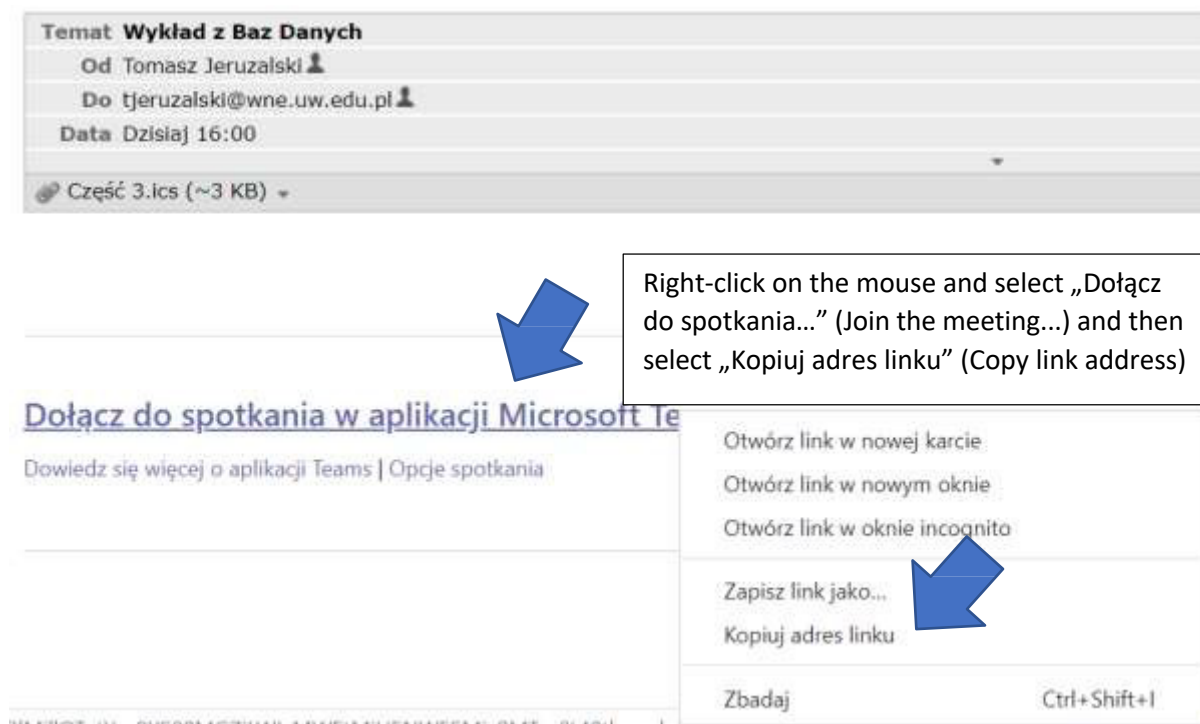 Temat Wykład z Baz Danych
Od Tomasz Jeruzalski
Do tjeruzalski@wne.uw.edu.pl
Data Dzisiaj 16:00
Część 3.ics (~3 KB)
Right-click on the mouse and select „Dołącz
do spotkania…” (Join the meeting...) and then
select „Kopiuj adres linku” (Copy link address)
Dołącz do spotkania w aplikacji Microsoft Te
Dowiedz się więcej o aplikacji Teams | Opcje spotkania
Otwórz link w nowej karcie
Otwórz link w nowym oknie
Otwórz link w oknie incognito
Zapisz link jako...
Kopiuj adres linku
Zbadaj Ctrl+Shift+I